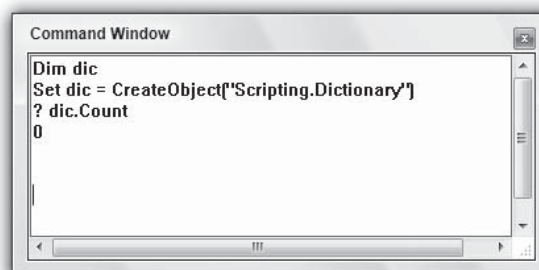 Command Window
Dim dic
Set dic = CreateObject("Scripting.Dictionary")
? dic.Count
0